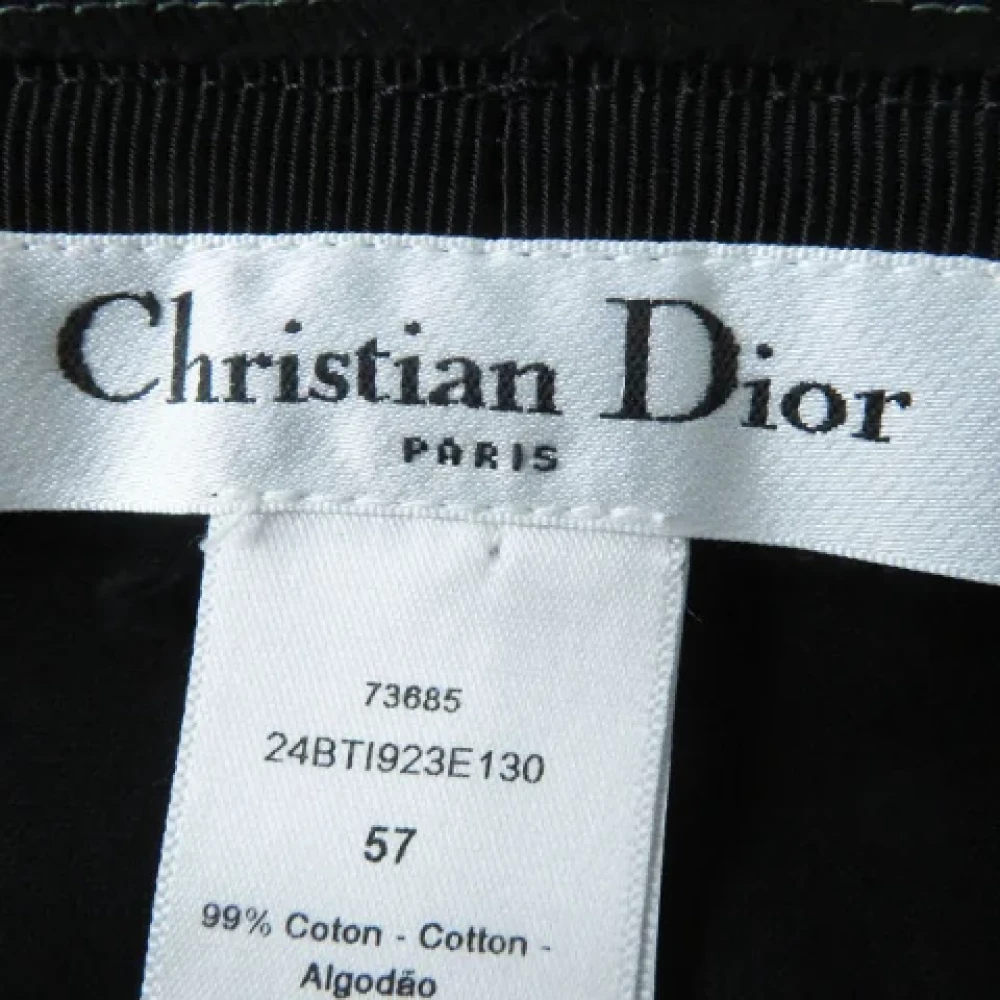 Christian Dior
PARIS
73685
24BTI923E130
57
99% Coton - Cotton -
Algodão